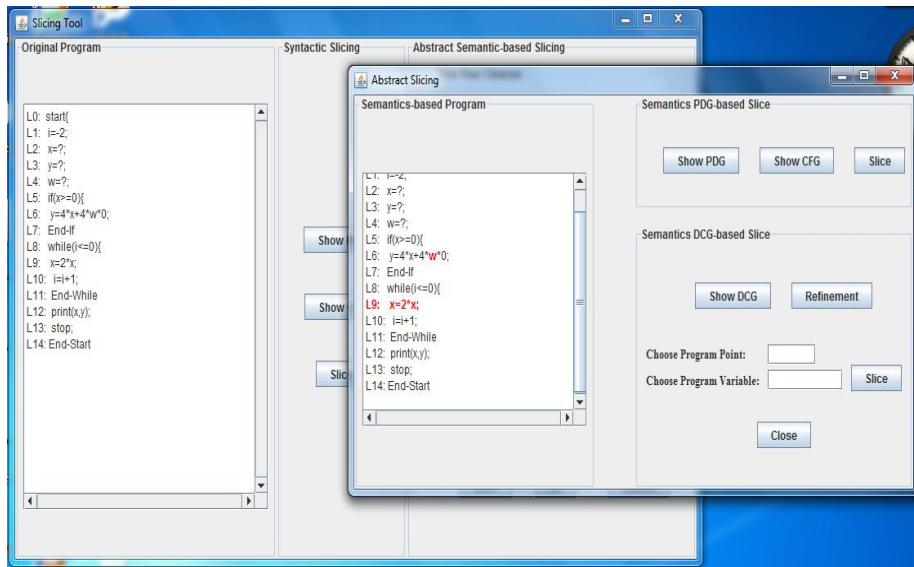 Slicing Tool
Original Program
L0: start{
L1: i=-2;
L2: x=?;
L3: y=?;
L4: w=?;
L5: if(x>=0){
L6: y=4*x+4*w*0;
L7: End-If
L8: while(i<=0){
L9: x=2*x;
L10: i=i+1;
L11: End-While
L12: print(x,y);
L13: stop;
L14: End-Start
Syntactic Slicing
Show
Show
Slic
Abstract Semantic-based Slicing
Abstract Slicing
Semantics-based Program
L1: i=-2;
L2: x=?;
L3: y=?;
L4: w=?;
L5: if(x>=0){
L6: y=4*x+4*w*0;
L7: End-If
L8: while(i<=0){
L9: x=2*x;
L10: i=i+1;
L11: End-While
L12: print(x,y);
L13: stop;
L14: End-Start
Semantics PDG-based Slice
Show PDG Show CFG Slice
Semantics DCG-based Slice
Show DCG Refinement
Choose Program Point:
Choose Program Variable: Slice
Close